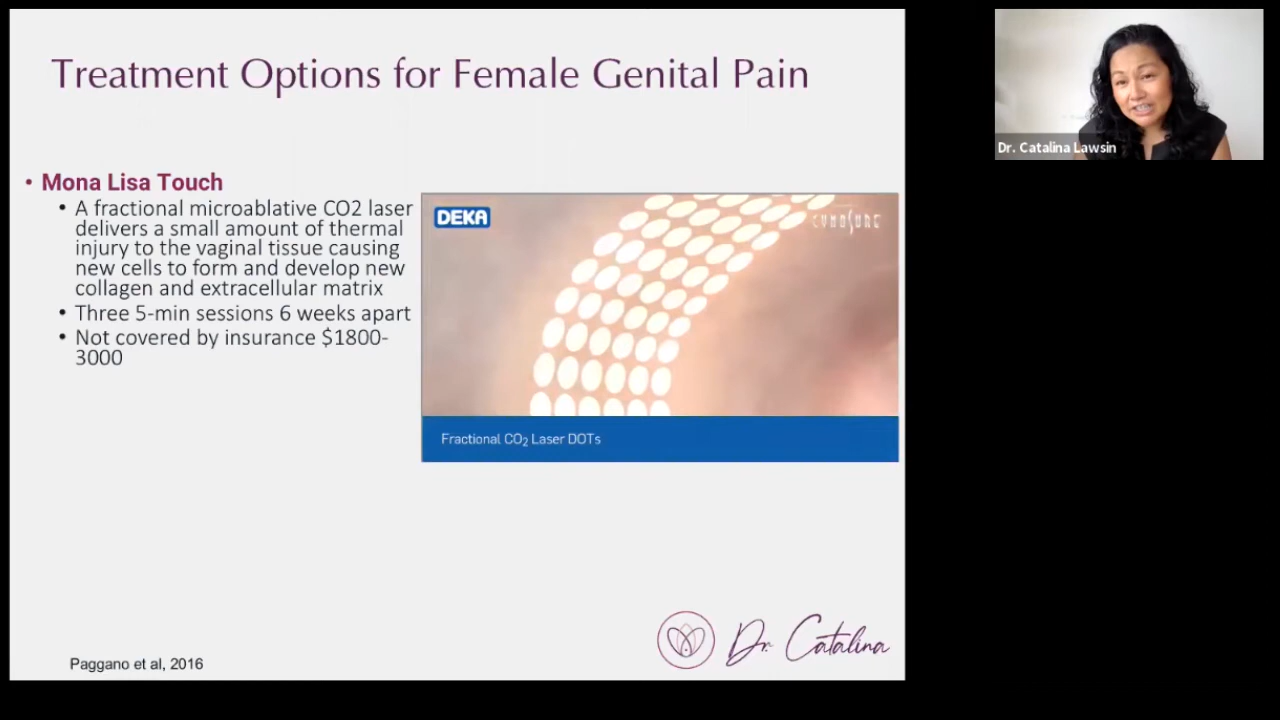 Treatment Options for Female Genital Pain
Dr. Catalina Lawsin
• Mona Lisa Touch
• A fractional microablative CO2 laser
delivers a small amount of thermal
injury to the vaginal tissue causing
new cells to form and develop new
collagen and extracellular matrix
• Three 5-min sessions 6 weeks apart
• Not covered by insurance $1800-
3000
DEKA
CYNOSURE
Fractional CO₂ Laser DOTs
Dr. Catalina
Paggano et al, 2016